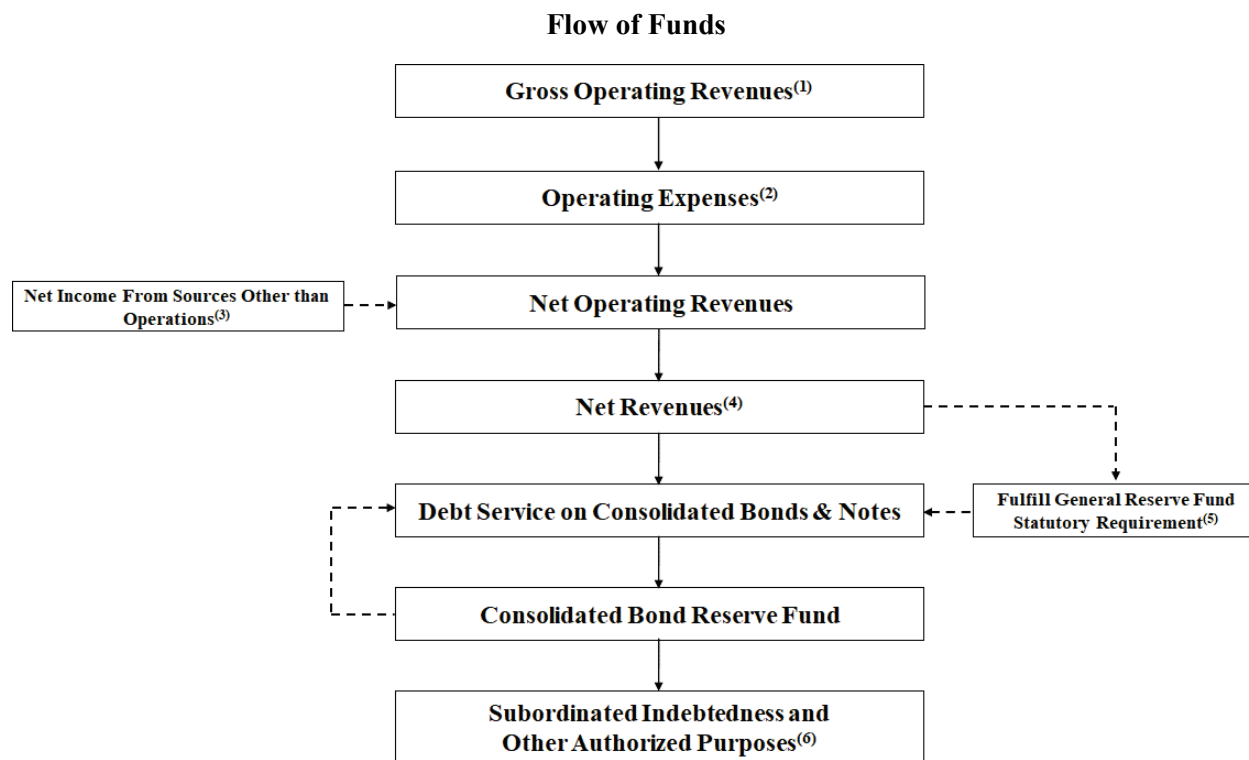 Flow of Funds
Gross Operating Revenues(1)
Operating Expenses(2)
Net Income From Sources Other than
Operations(3)
Net Operating Revenues
Net Revenues(4)
Debt Service on Consolidated Bonds & Notes
Fulfill General Reserve Fund
Statutory Requirement(5)
Consolidated Bond Reserve Fund
Subordinated Indebtedness and
Other Authorized Purposes(6)